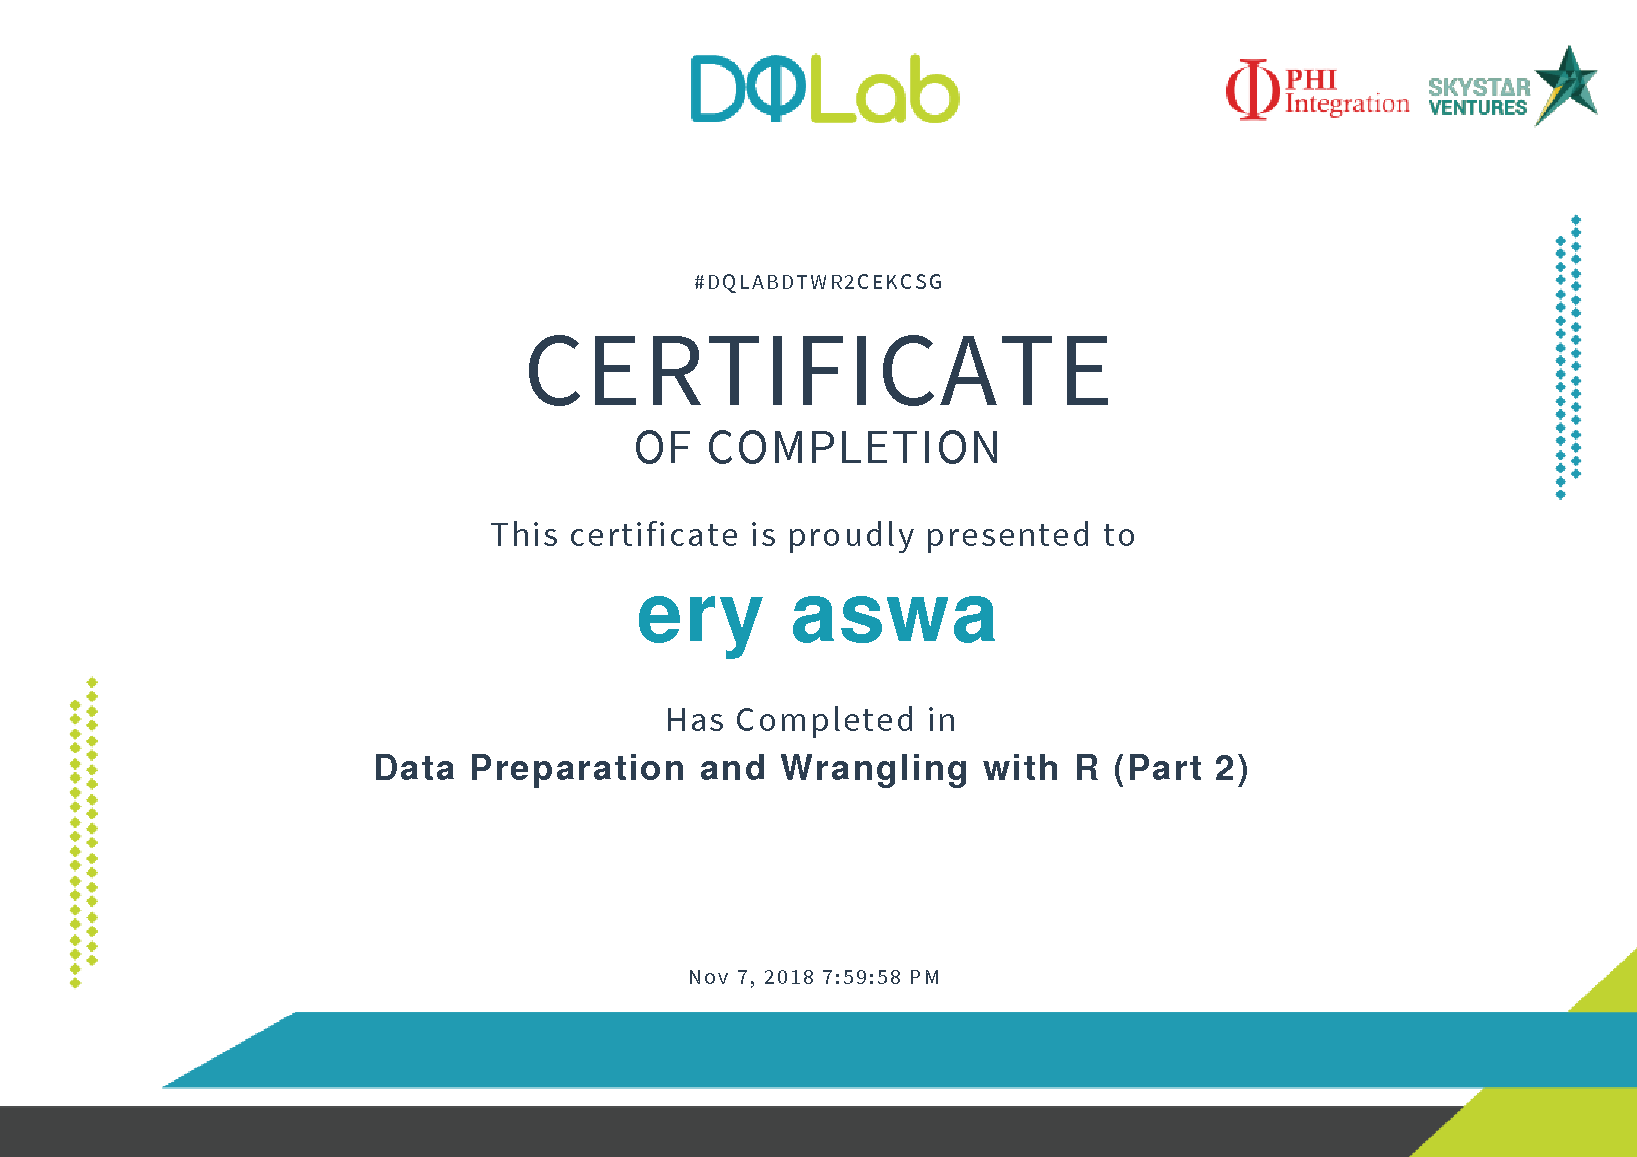 DQLab
PHI
Integration
SKYSTAR
VENTURES
#DQLABDTWR2CEKCSG
CERTIFICATE
OF COMPLETION
This certificate is proudly presented to
ery aswa
Has Completed in
Data Preparation and Wrangling with R (Part 2)
Nov 7, 2018 7:59:58 PM